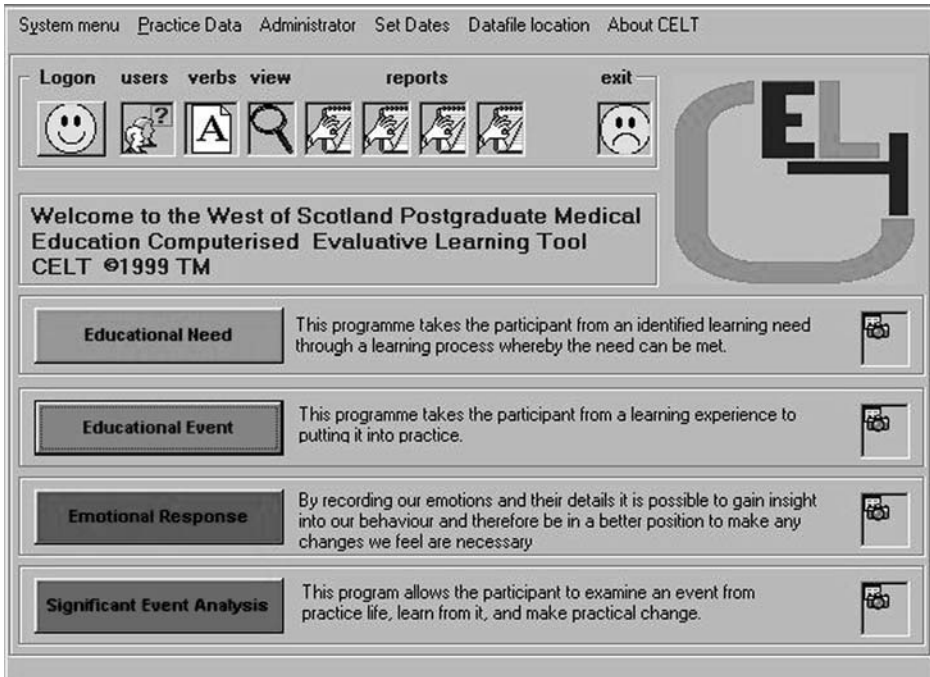 System menu Practice Data Administrator Set Dates Datafile location About CELT
Logon users verbs view reports exit
? A
CELT
Welcome to the West of Scotland Postgraduate Medical
Education Computerised Evaluative Learning Tool
CELT ©1999 TM
Educational Need
This programme takes the participant from an identified learning need
through a learning process whereby the need can be met.
Educational Event
This programme takes the participant from a learning experience to
putting it into practice.
Emotional Response
By recording our emotions and their details it is possible to gain insight
into our behaviour and therefore be in a better position to make any
changes we feel are necessary
Significant Event Analysis
This program allows the participant to examine an event from
practice life, learn from it, and make practical change.